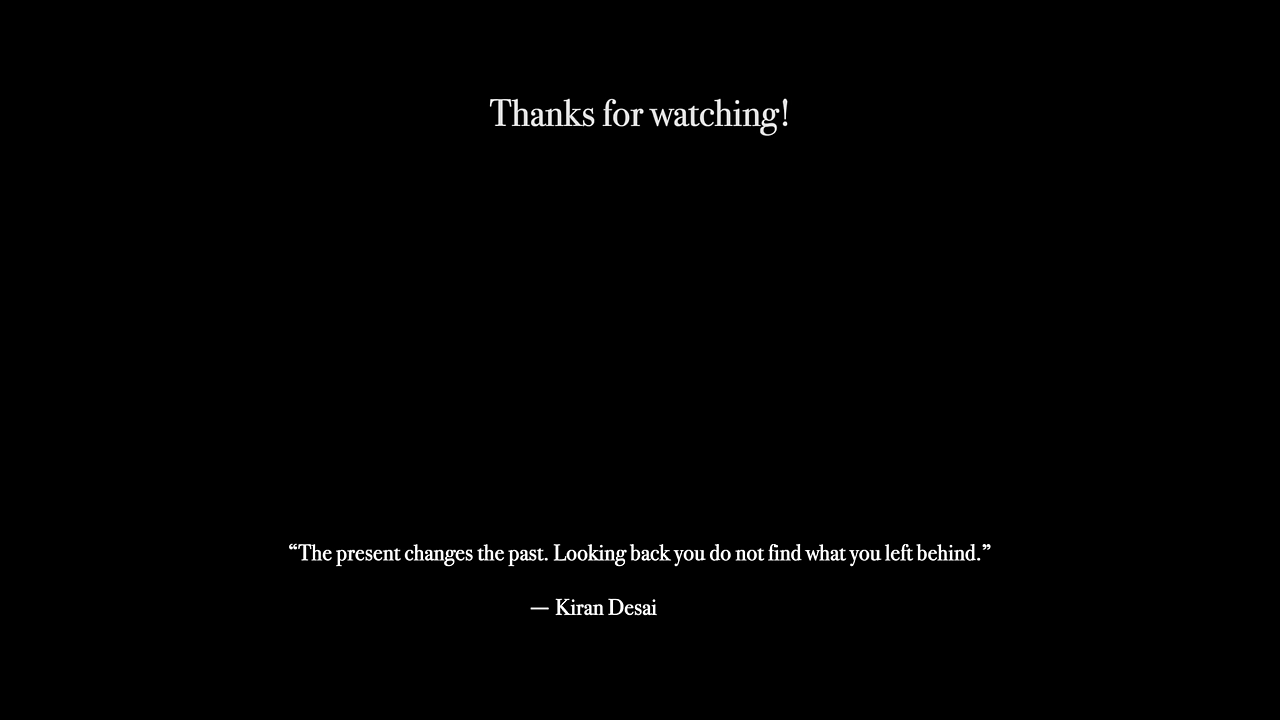 Thanks for watching!
“The present changes the past. Looking back you do not find what you left behind.”
— Kiran Desai